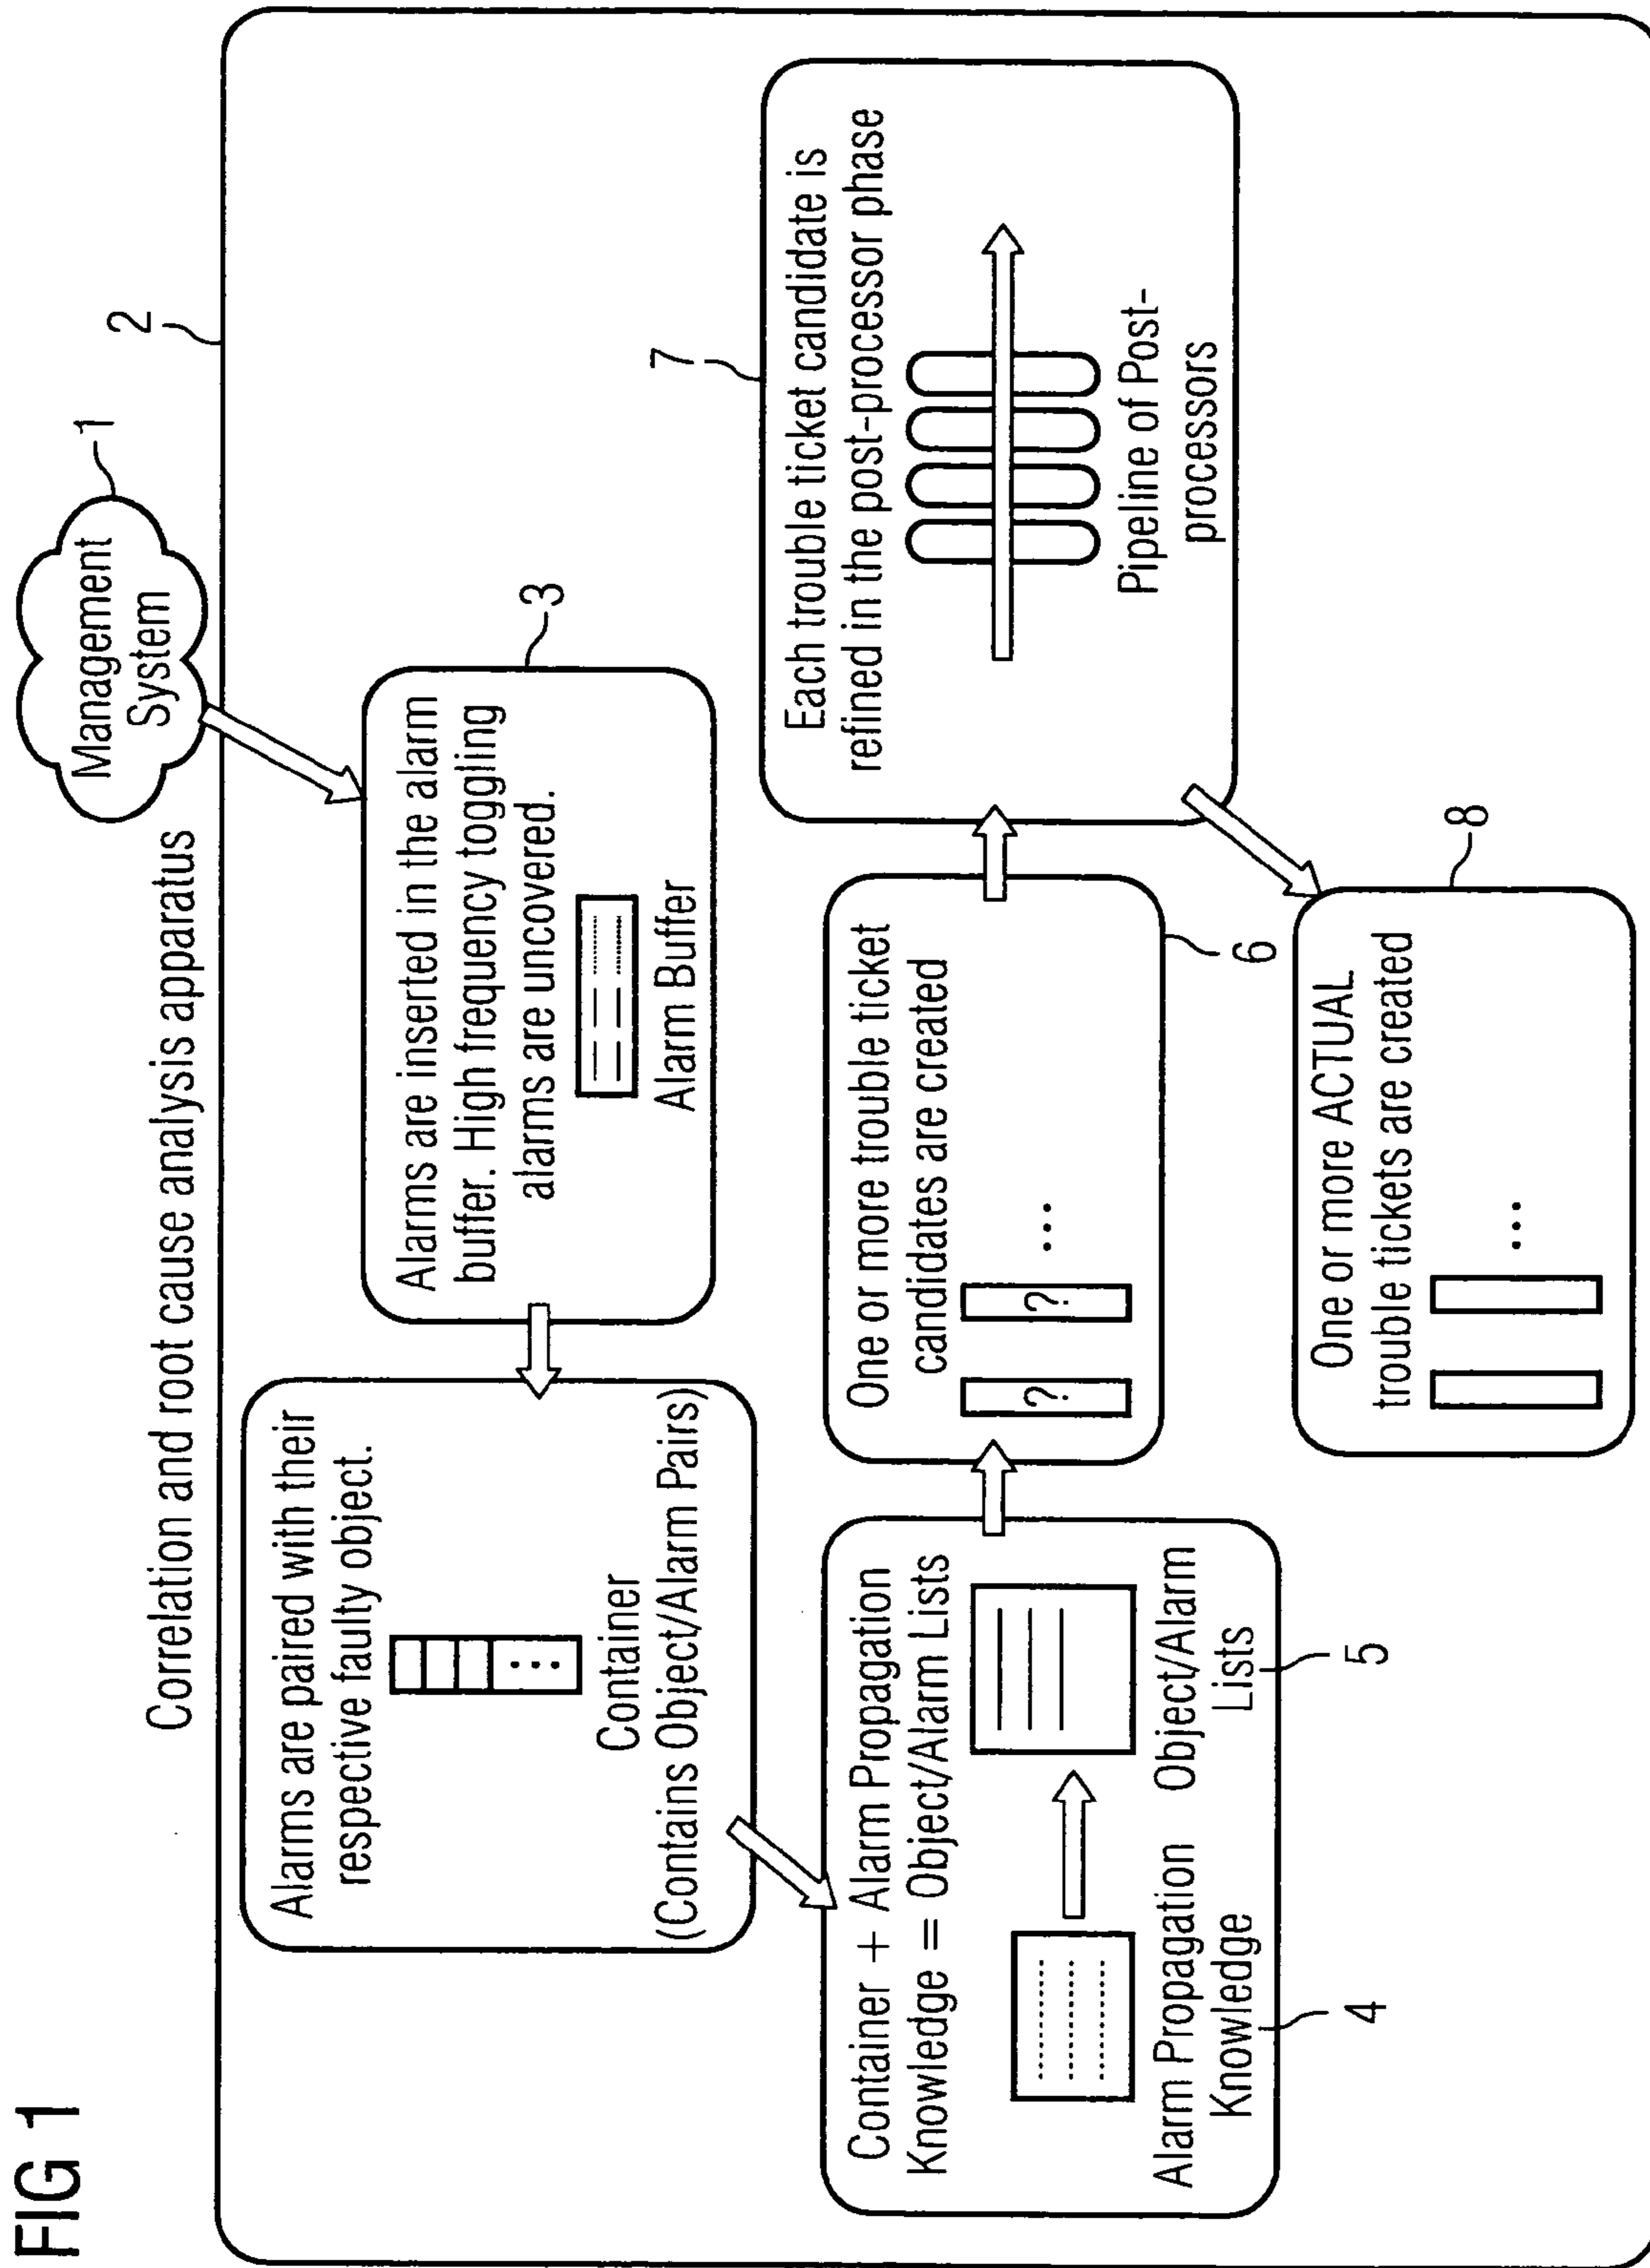 FIG 1
Management
System
1
Correlation and root cause analysis apparatus
2
Alarms are inserted in the alarm
buffer. High frequency toggling
alarms are uncovered.
Alarm Buffer
3
Alarms are paired with their
respective faulty object.
Container
(Contains Object/Alarm Pairs)
Container + Alarm Propagation
Knowledge = Object/Alarm Lists
Alarm Propagation
Knowledge
4
Object/Alarm
Lists
5
One or more trouble ticket
candidates are created
?
?
...
6
Each trouble ticket candidate is
refined in the post-processor phase
Pipeline of Post-
processors
7
One or more ACTUAL
trouble tickets are created
...
8